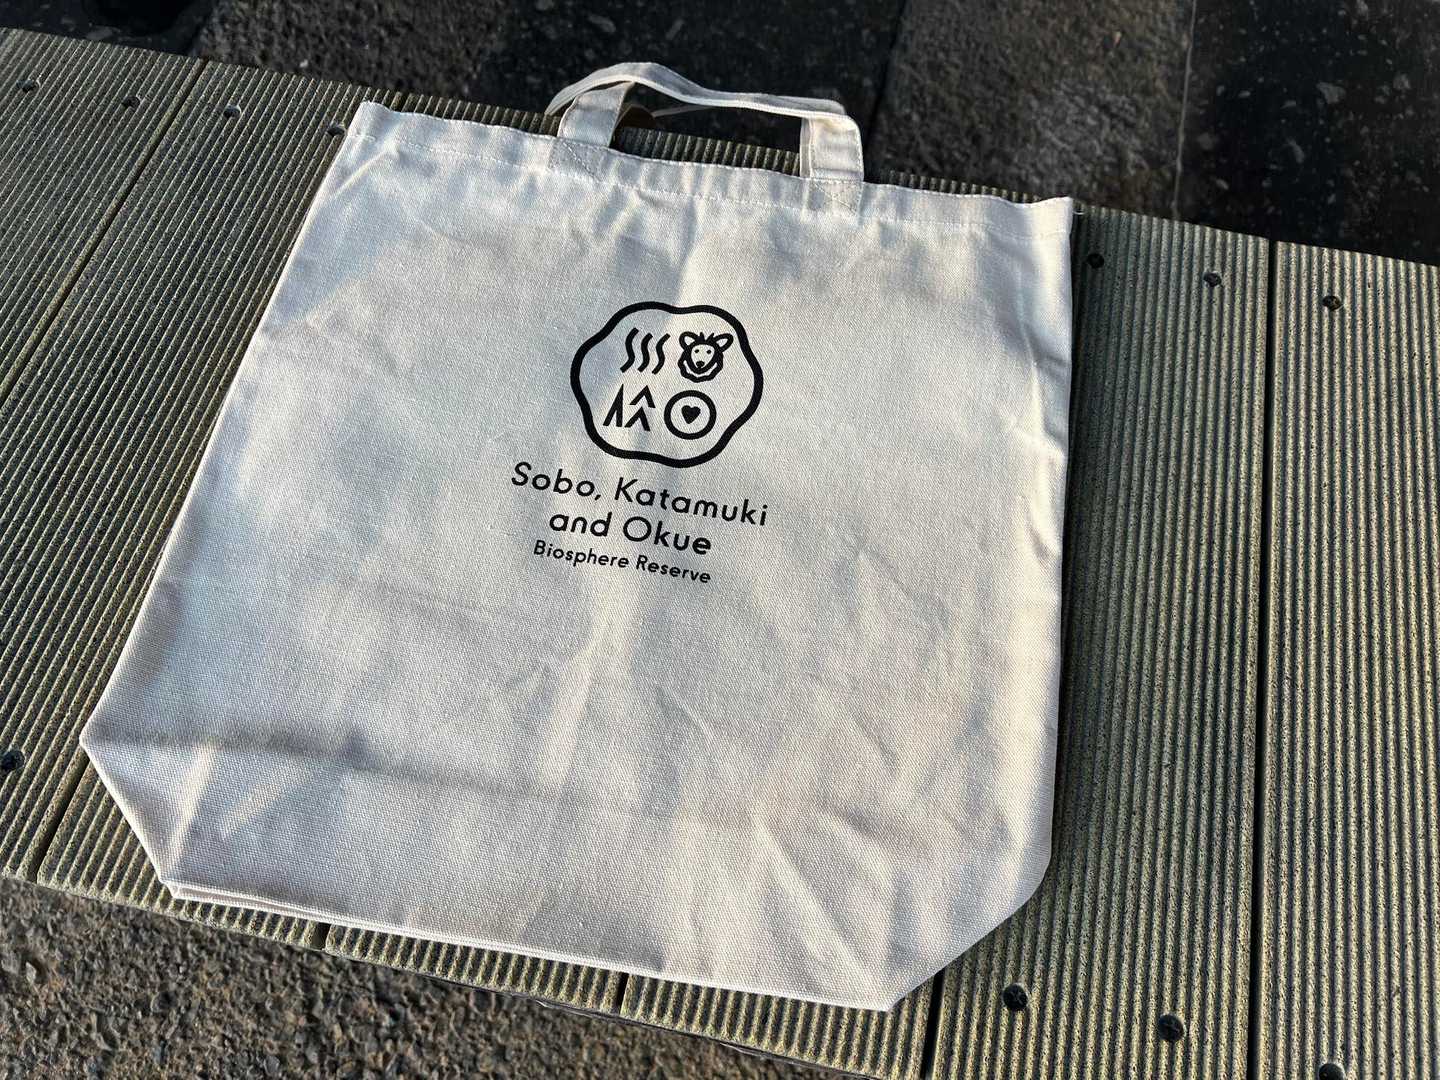 Sobo, Katamuki
and Okue
Biosphere Reserve